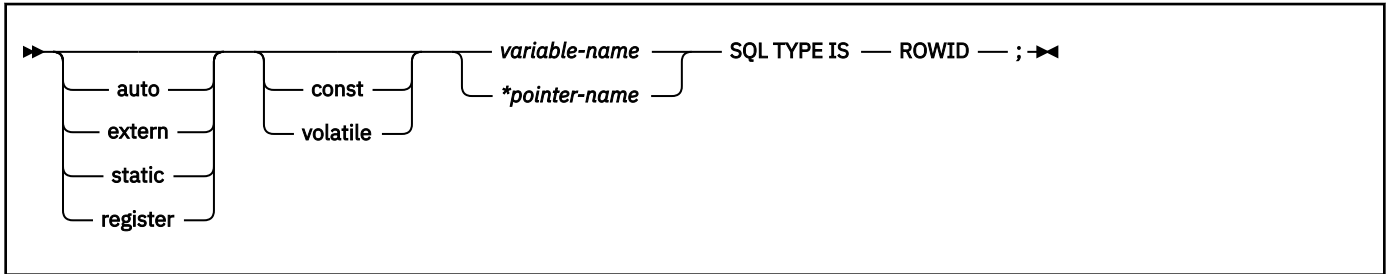 variable-name SQL TYPE IS ROWID ;
auto const *pointer-name
extern volatile
static
register